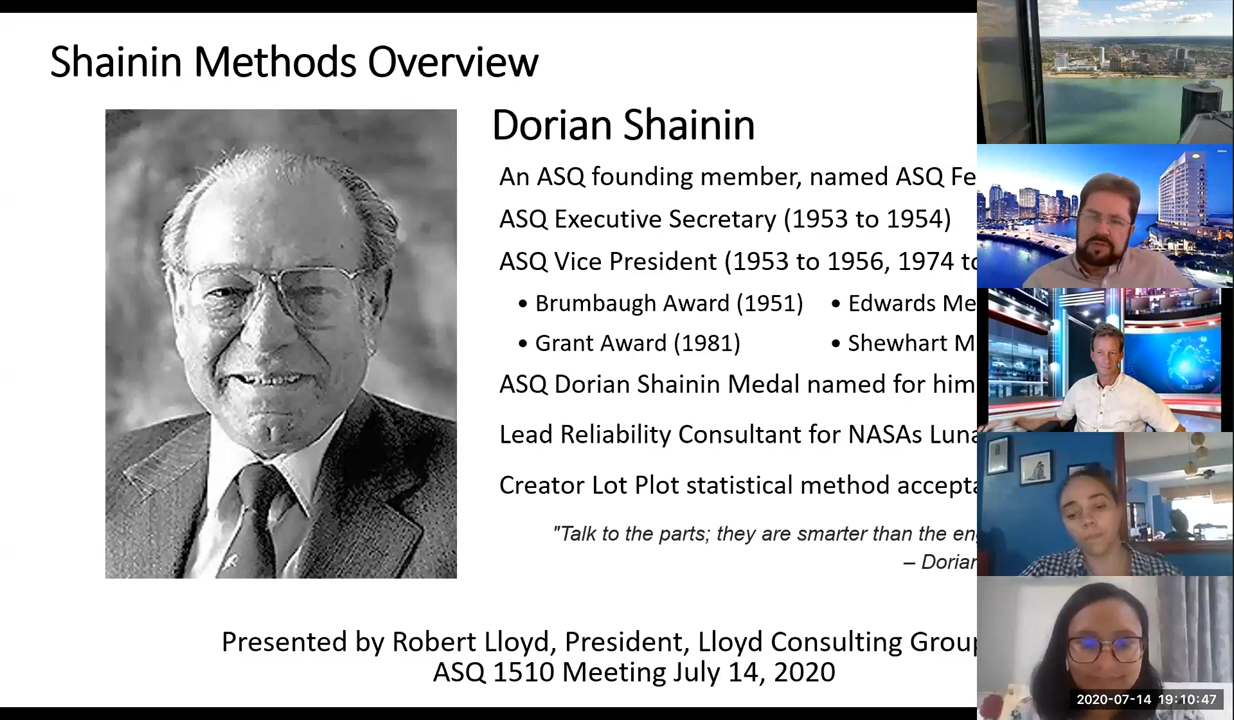 Shainin Methods Overview
Dorian Shainin
An ASQ founding member, named ASQ Fe
ASQ Executive Secretary (1953 to 1954)
ASQ Vice President (1953 to 1956, 1974 to
• Brumbaugh Award (1951) • Edwards Me
• Grant Award (1981) • Shewhart M
ASQ Dorian Shainin Medal named for him
Lead Reliability Consultant for NASAs Luna
Creator Lot Plot statistical method accepta
"Talk to the parts; they are smarter than the en
– Dorian
Presented by Robert Lloyd, President, Lloyd Consulting Group
ASQ 1510 Meeting July 14, 2020
2020-07-14 19:10:47